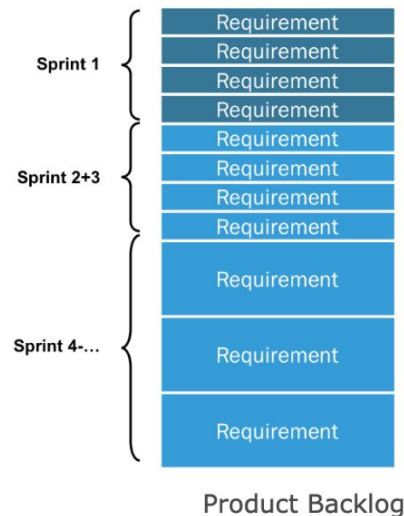 Requirement
Requirement
Sprint 1
Requirement
Requirement
Requirement
Requirement
Sprint 2+3
Requirement
Requirement
Requirement
Sprint 4-...
Requirement
Requirement
Product Backlog